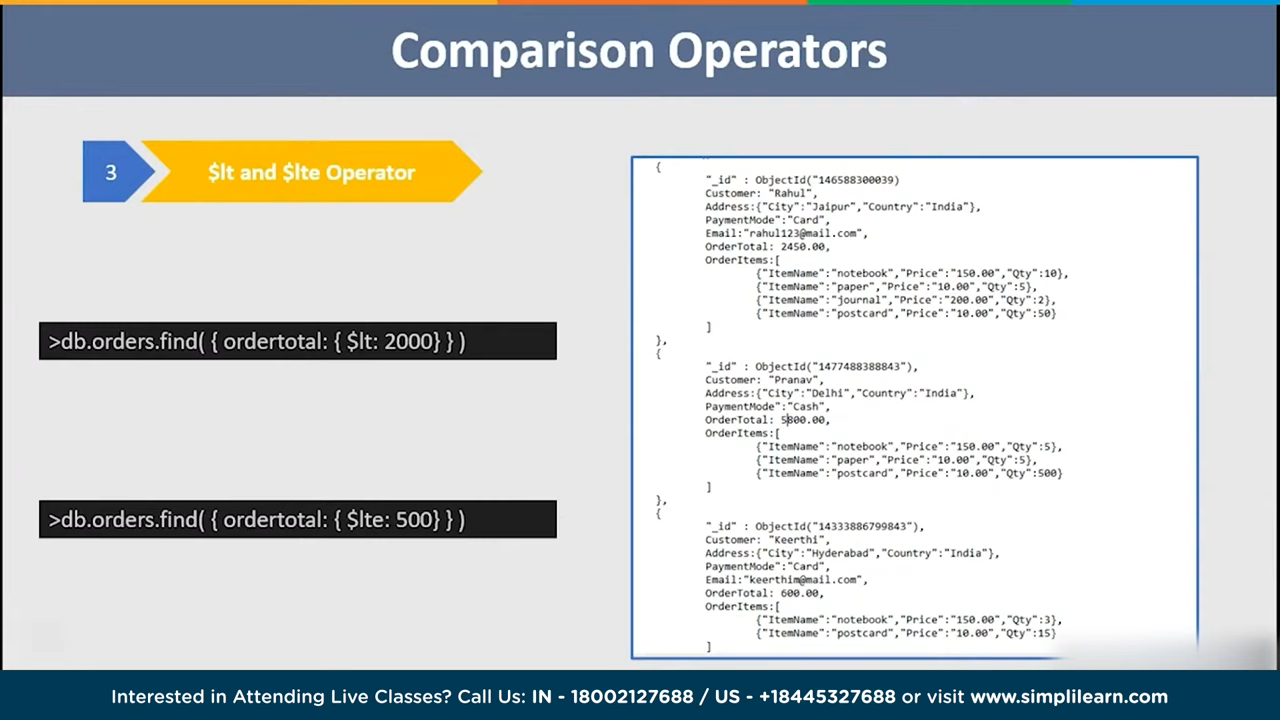 Comparison Operators
3
$lt and $lte Operator
>db.orders.find( { ordertotal: { $lt: 2000} } )
>db.orders.find( { ordertotal: { $lte: 500} } )
{
"_id" : ObjectId("146588300039)
Customer: "Rahul",
Address:{"City":"Jaipur","Country":"India"},
PaymentMode":"Card",
Email:"rahul123@mail.com",
OrderTotal: 2450.00,
OrderItems:[
{"ItemName":"notebook","Price":"150.00","Qty":10},
{"ItemName":"paper","Price":"10.00","Qty":5},
{"ItemName":"journal","Price":"200.00","Qty":2},
{"ItemName":"postcard","Price":"10.00","Qty":50}
]
},
{
"_id" : ObjectId("1477488388843"),
Customer: "Pranav",
Address:{"City":"Delhi","Country":"India"},
PaymentMode":"Cash",
OrderTotal: 5800.00,
OrderItems:[
{"ItemName":"notebook","Price":"150.00","Qty":5},
{"ItemName":"paper","Price":"10.00","Qty":5},
{"ItemName":"postcard","Price":"10.00","Qty":500}
]
},
{
"_id" : ObjectId("14333886799843"),
Customer: "Keerthi",
Address:{"City":"Hyderabad","Country":"India"},
PaymentMode":"Card",
Email:"keerthim@mail.com",
OrderTotal: 600.00,
OrderItems:[
{"ItemName":"notebook","Price":"150.00","Qty":3},
{"ItemName":"postcard","Price":"10.00","Qty":15}
]
Interested in Attending Live Classes? Call Us: IN - 18002127688 / US - +18445327688 or visit www.simplilearn.com